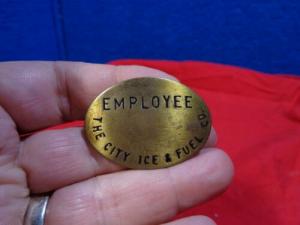 EMPLOYEE
THE CITY ICE & FUEL CO.